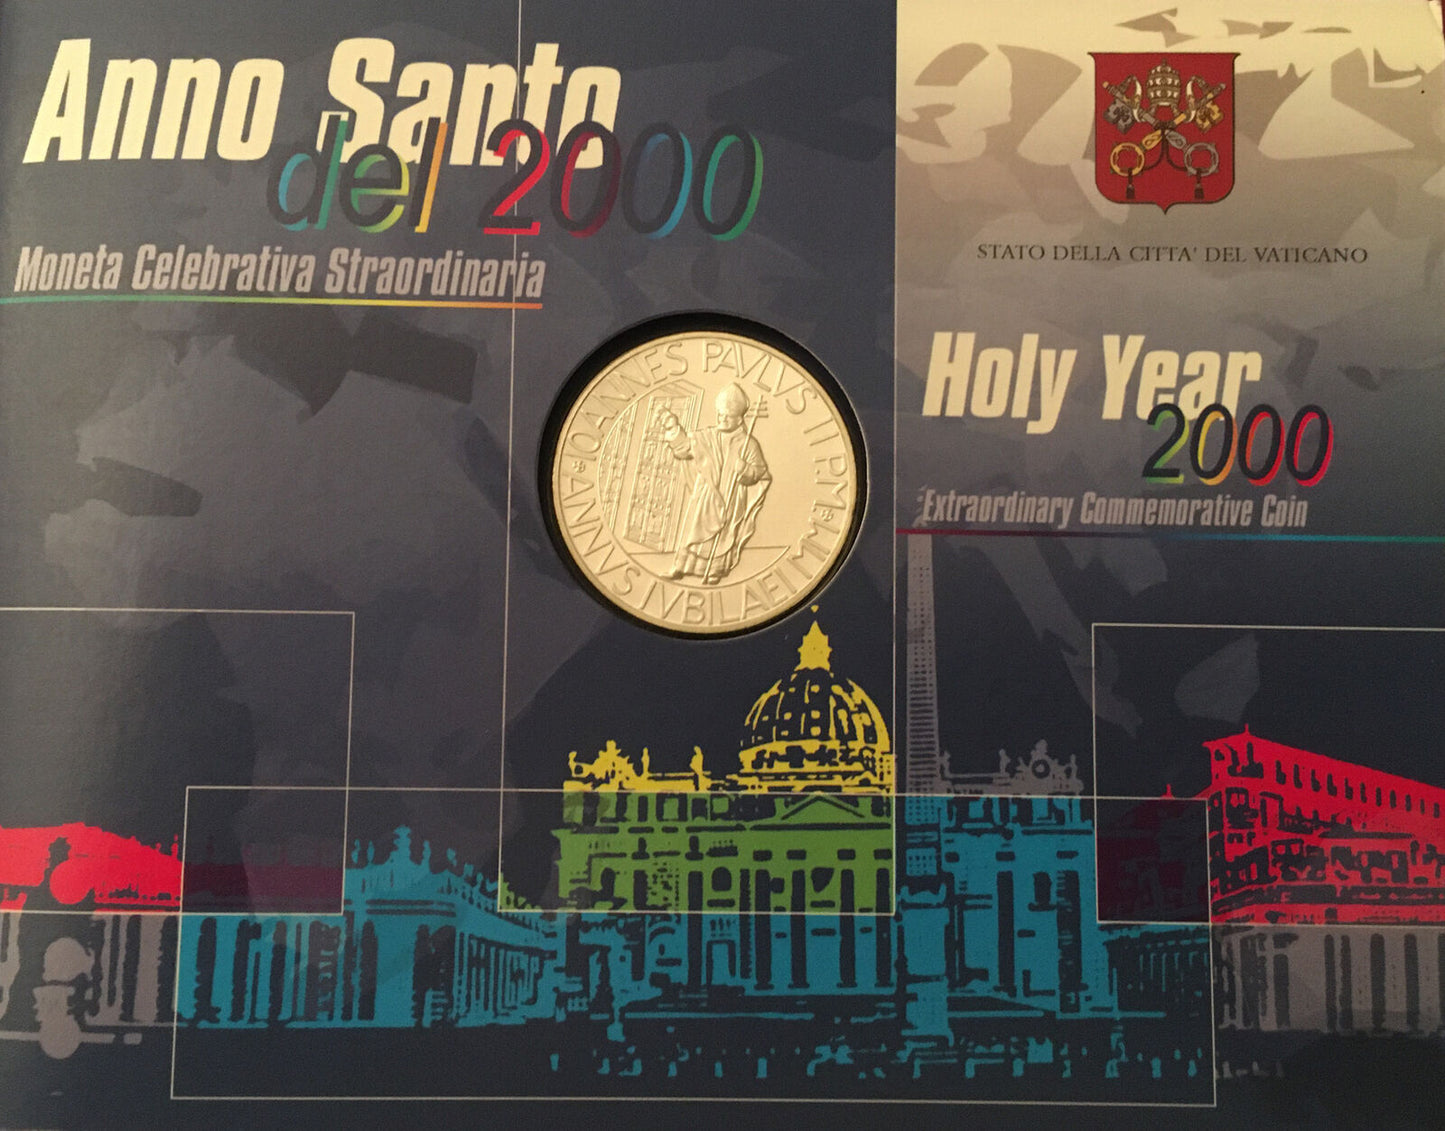 Anno Santo
del 2000
Moneta Celebrativa Straordinaria
STATO DELLA CITTA' DEL VATICANO
Holy Year
2000
Extraordinary Commemorative Coin
IOANNES PAVLVS II P.M.
ANNVS IVBILAEI MM